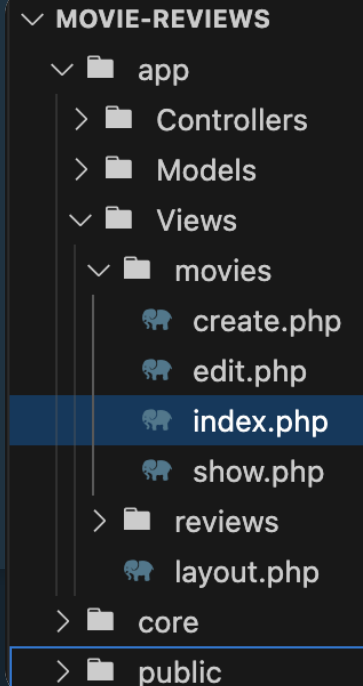 MOVIE-REVIEWS
app
Controllers
Models
Views
movies
create.php
edit.php
index.php
show.php
reviews
layout.php
core
public